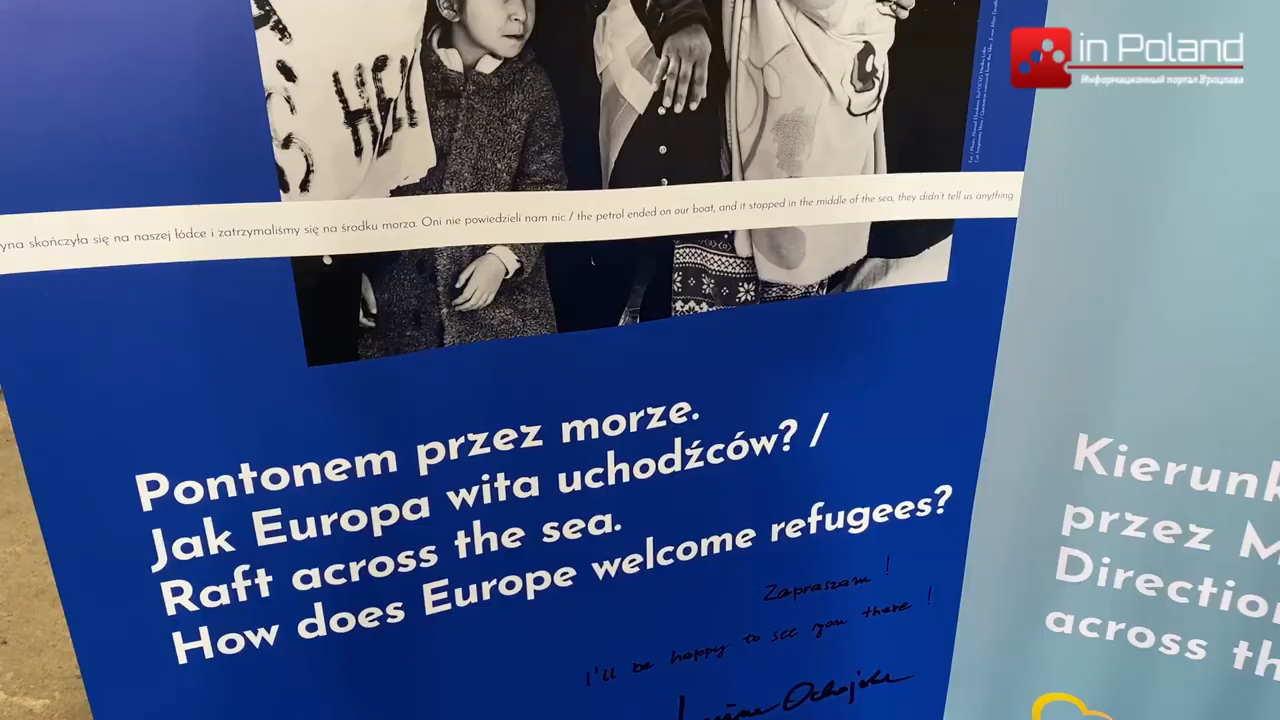 in Poland
Информационный портал Вроцлава
HEL
yna skończyła się na naszej łódce i zatrzymaliśmy się na środku morza. Oni nie powiedzieli nam nic / the petrol ended on our boat, and it stopped in the middle of the sea, they didn't tell us anything
Pontonem przez morze.
Jak Europa wita uchodźców? /
Raft across the sea.
How does Europe welcome refugees?
Zapraszam!
I'll be happy to see you there!
Ochojska
Kierunk
przez M
Direction
across th